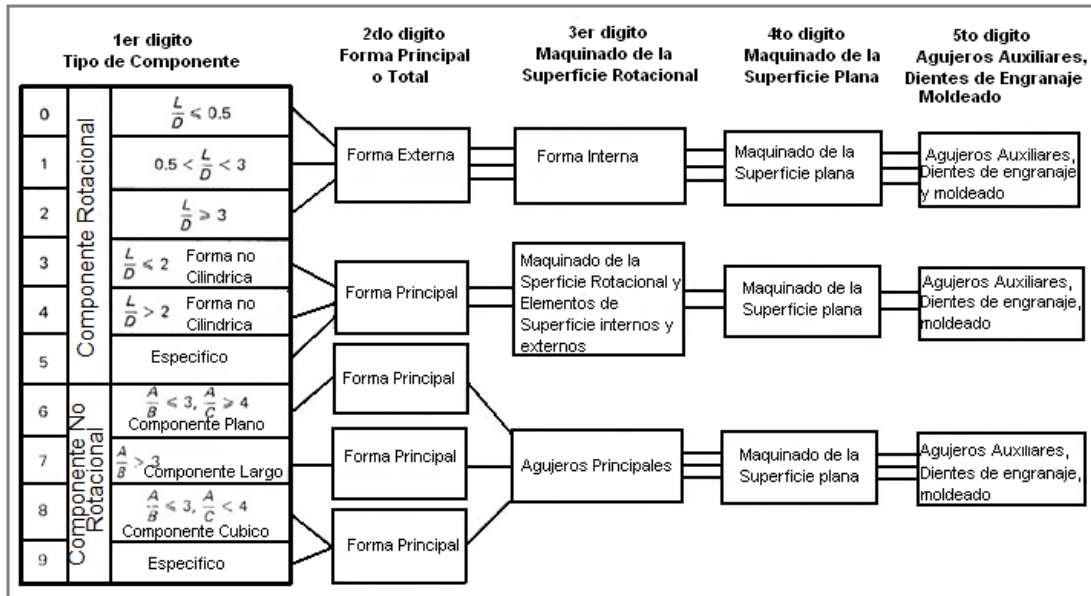 1er digito
Tipo de Componente
2do digito
Forma Principal
o Total
3er digito
Maquinado de la
Superficie Rotacional
4to digito
Maquinado de la
Superficie Plana
5to digito
Agujeros Auxiliares,
Dientes de Engranaje
Moldeado
Componente Rotacional
0
L/D ⩽ 0.5
1
0.5 < L/D < 3
2
L/D ⩾ 3
3
L/D ⩽ 2 Forma no
Cilindrica
4
L/D > 2 Forma no
Cilindrica
5
Especifico
Componente No
Rotacional
6
A/B ⩽ 3, A/C ⩾ 4
Componente Plano
7
A/B > 3 Componente Largo
8
A/B ⩽ 3, A/C < 4
Componente Cubico
9
Especifico
Forma Externa
Forma Interna
Maquinado de la
Superficie plana
Agujeros Auxiliares,
Dientes de engranaje
y moldeado
Forma Principal
Maquinado de la
Sperficie Rotacional y
Elementos de
Superficie internos y
externos
Maquinado de la
Superficie plana
Agujeros Auxiliares,
Dientes de engranaje,
moldeado
Forma Principal
Forma Principal
Forma Principal
Agujeros Principales
Maquinado de la
Superficie plana
Agujeros Auxiliares,
Dientes de engranaje,
moldeado